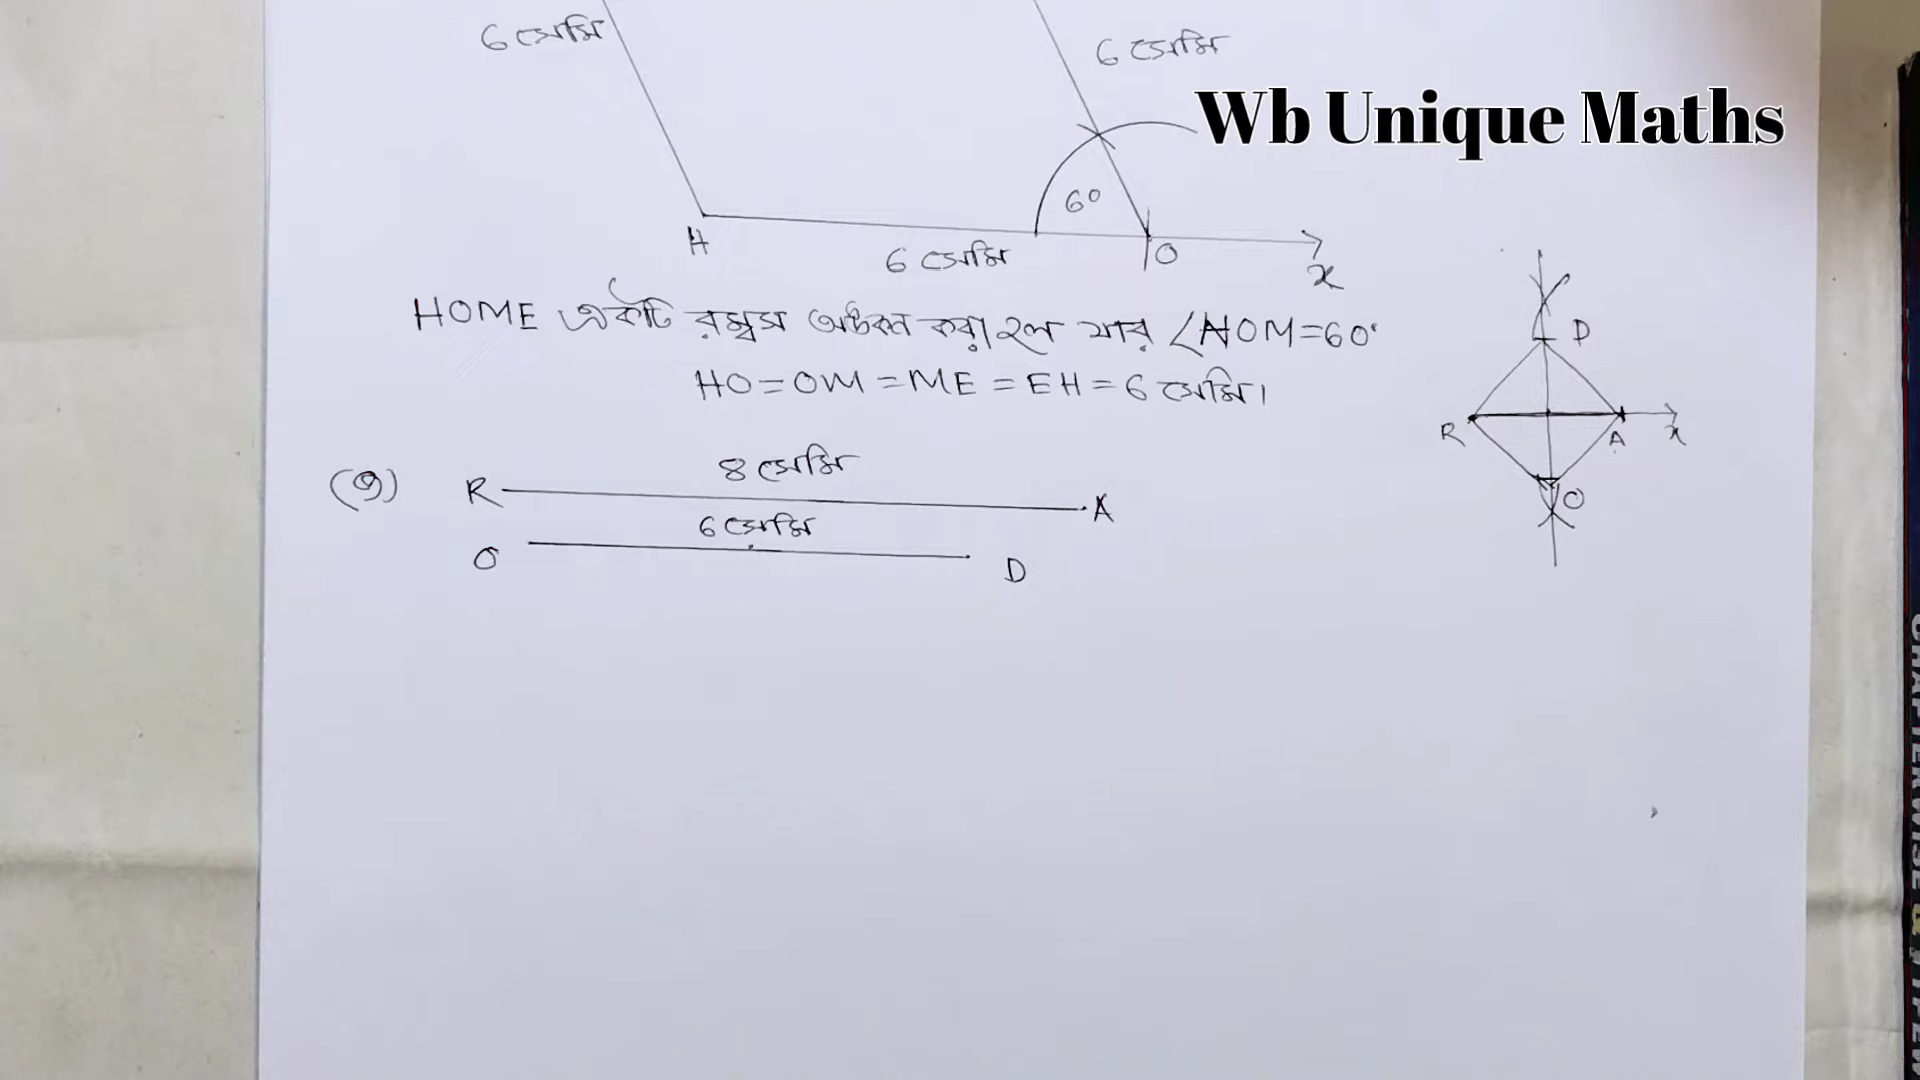 6 সেমি
6 সেমি
Wb Unique Maths
60
H
6 সেমি
O
x
HOME একটি রম্বস অঙ্কন করা হল যার ∠HOM=60°
HO=OM=ME=EH=6 সেমি।
D
R
A
x
O
(৩)
R
8 সেমি
A
6 সেমি
O
D